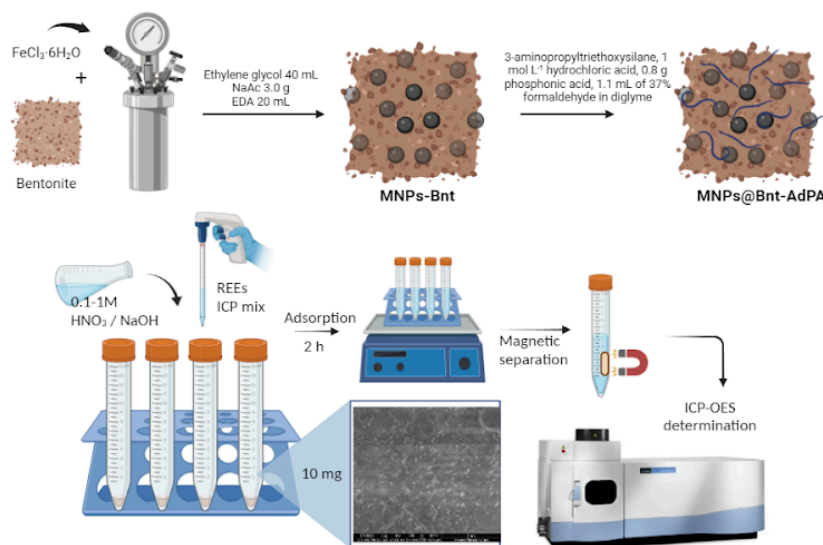 FeCl₃·6H₂O
+
Bentonite
Ethylene glycol 40 mL
NaAc 3.0 g
EDA 20 mL
MNPs-Bnt
3-aminopropyltriethoxysilane, 1
mol L⁻¹ hydrochloric acid, 0.8 g
phosphonic acid, 1.1 mL of 37%
formaldehyde in diglyme
MNPs@Bnt-AdPA
0.1-1M
HNO₃ / NaOH
REEs
ICP mix
Adsorption
2 h
Magnetic
separation
ICP-OES
determination
10 mg